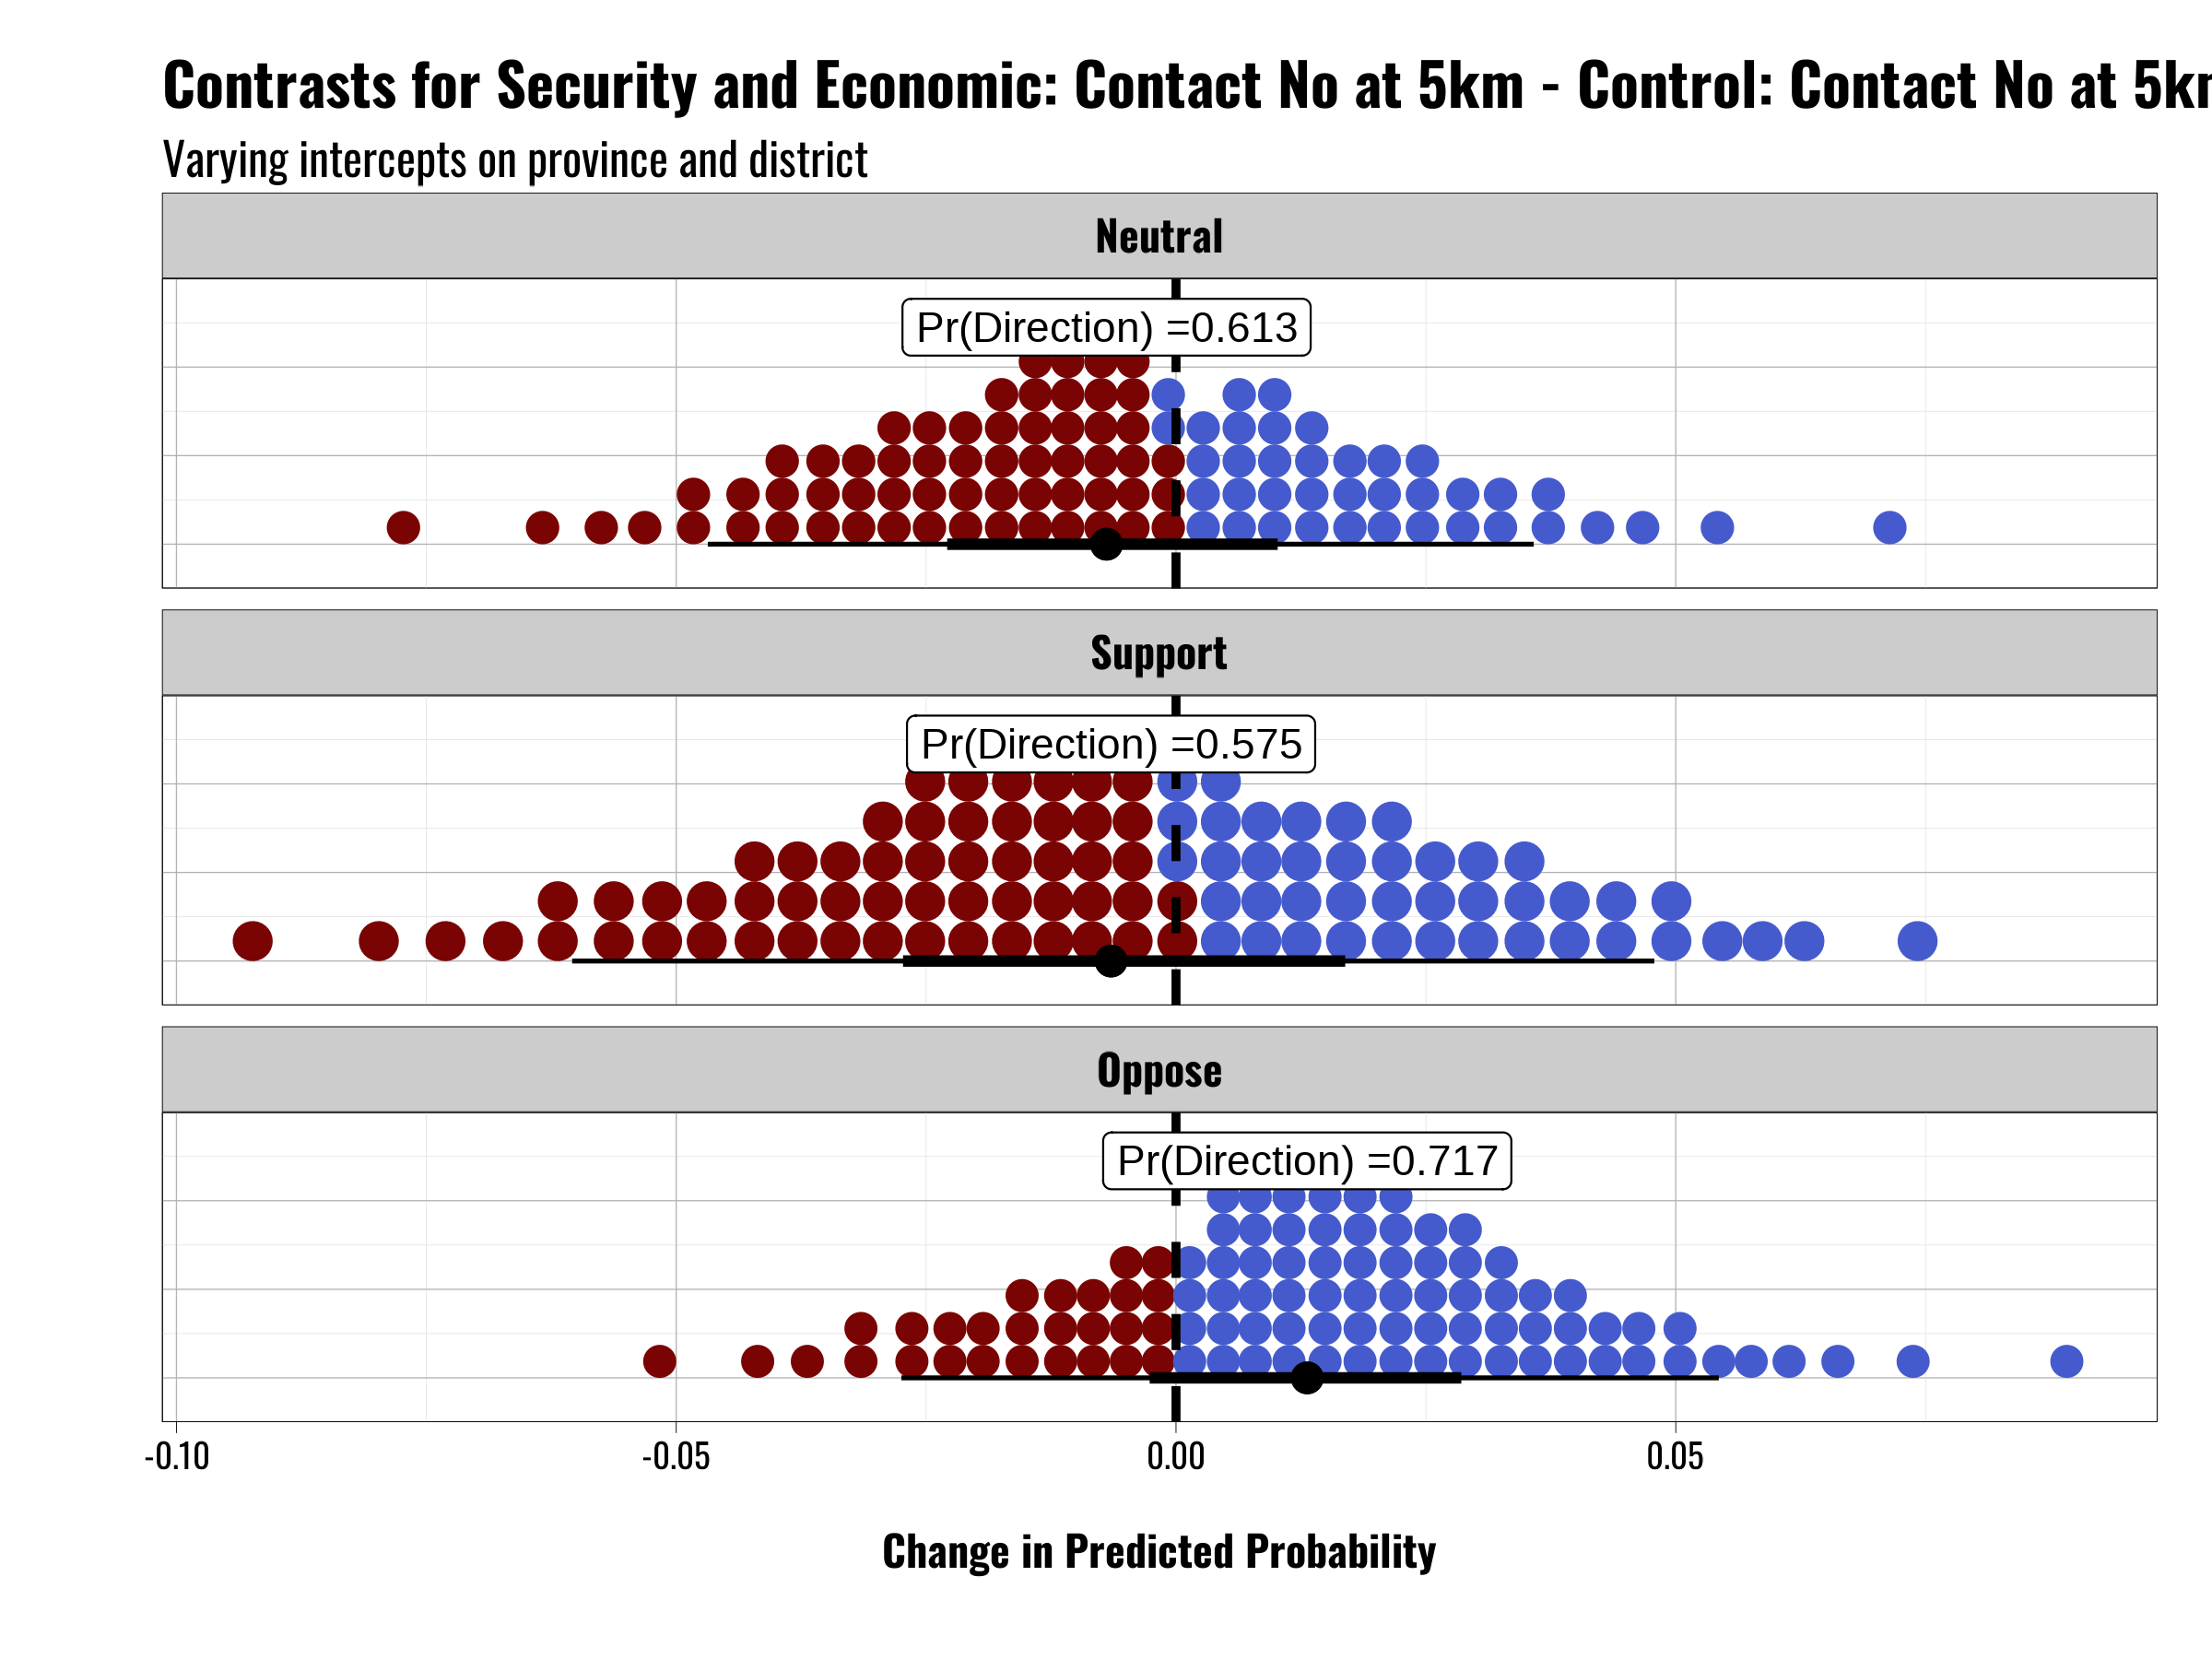 Contrasts for Security and Economic: Contact No at 5km - Control: Contact No at
Varying intercepts on province and district
Neutral
Pr(Direction) =0.613
Support
Pr(Direction) =0.575
Oppose
Pr(Direction) =0.717
-0.10 -0.05 0.00 0.05
Change in Predicted Probability